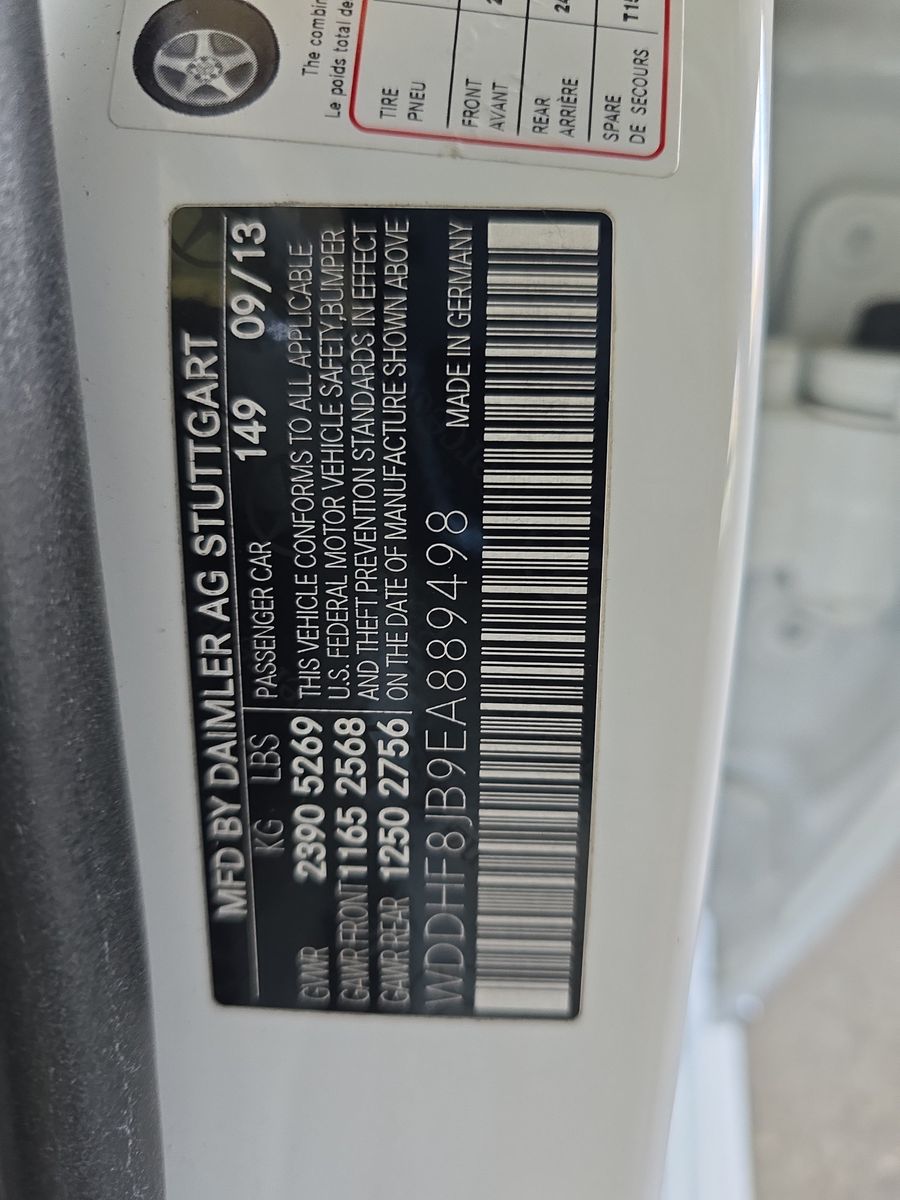 The combin
Le poids total de
TIRE
PNEU
FRONT
AVANT
REAR
ARRIÈRE
SPARE
DE SECOURS
MFD BY DAIMLER AG STUTTGART
KG LBS PASSENGER CAR 149 09/13
GVWR 2390 5269 THIS VEHICLE CONFORMS TO ALL APPLICABLE
GAWR FRONT 1165 2568 U.S. FEDERAL MOTOR VEHICLE SAFETY,BUMPER
GAWR REAR 1250 2756 AND THEFT PREVENTION STANDARDS IN EFFECT
ON THE DATE OF MANUFACTURE SHOWN ABOVE
WDDHF8JB9EA889498 MADE IN GERMANY